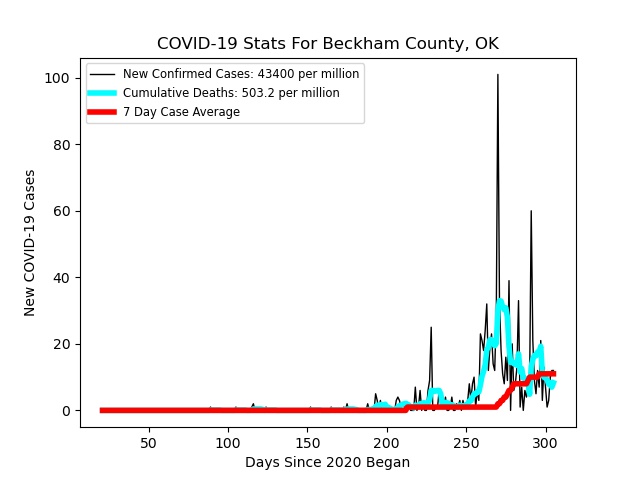 COVID-19 Stats For Beckham County, OK
New Confirmed Cases: 43400 per million
Cumulative Deaths: 503.2 per million
7 Day Case Average
100
80
60
40
20
0
New COVID-19 Cases
50 100 150 200 250 300
Days Since 2020 Began